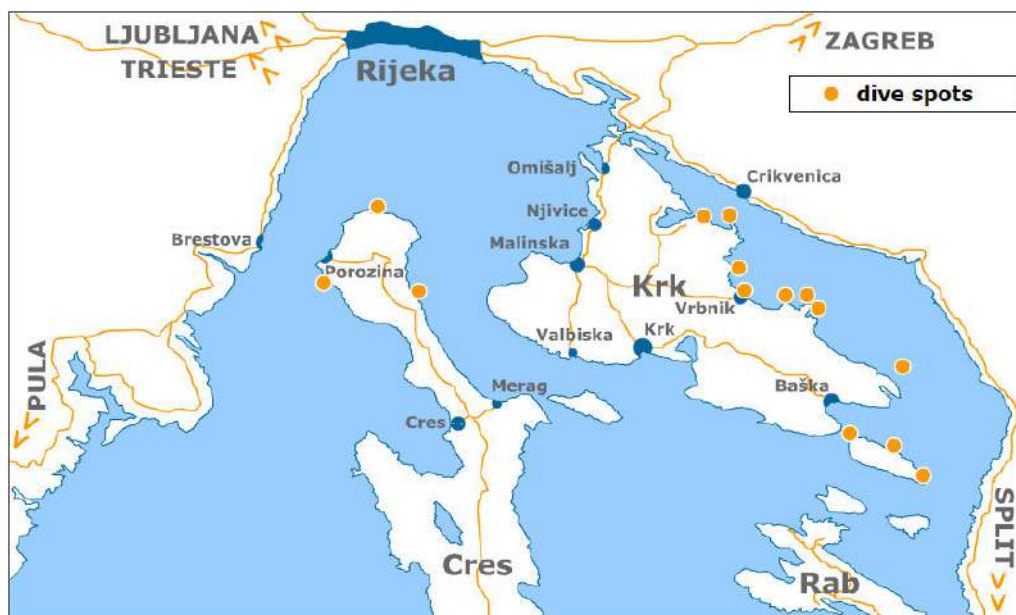 LJUBLJANA
TRIESTE
ZAGREB
Rijeka
dive spots
Omišalj
Crikvenica
Njivice
Brestova
Malinska
Porozina
Krk
Vrbnik
Valbiska
Krk
PULA
Merag
Baška
Cres
SPLIT
Cres
Rab